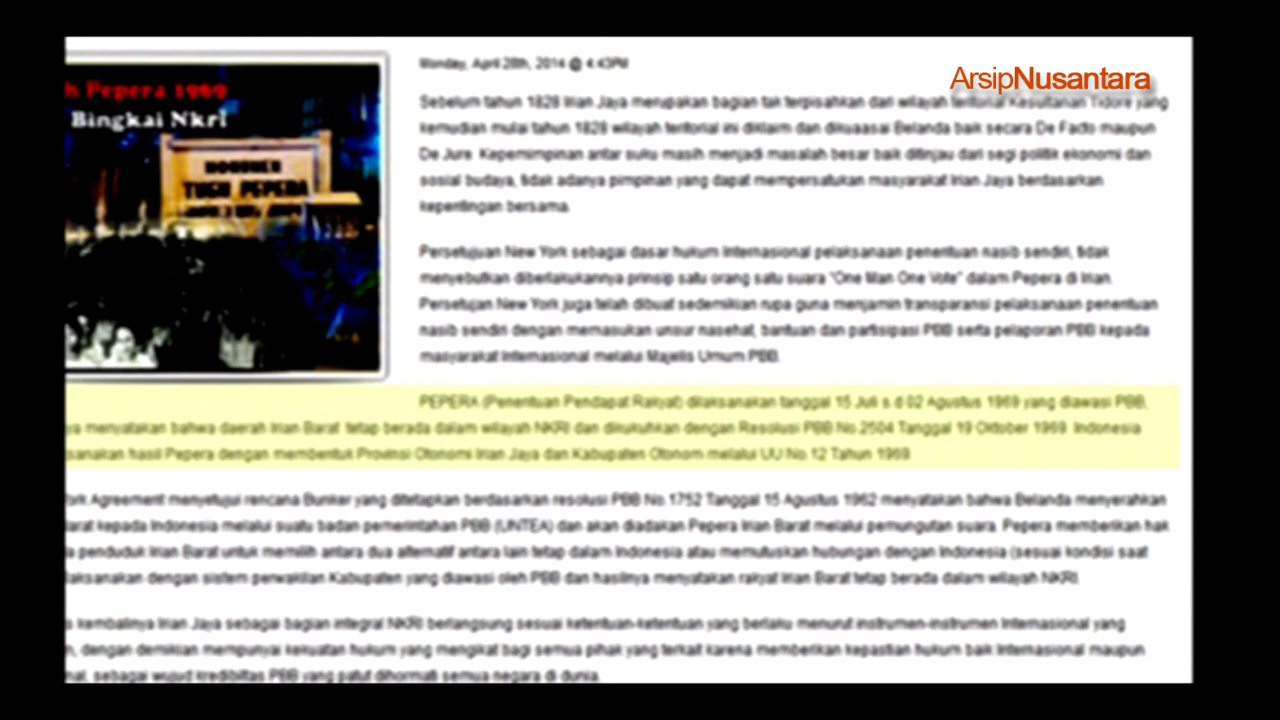 h Pepera 1969
Bingkai Nkri
TUGU PEPERA
Monday, April 28th, 2014 @ 4:43PM
ArsipNusantara
Sebelum tahun 1828 Irian Jaya merupakan bagian tak terpisahkan dari wilayah teritorial Kesultanan Tidore yang
kemudian mulai tahun 1828 wilayah teritorial ini diklaim dan dikuaasai Belanda baik secara De Facto maupun
De Jure. Kepemimpinan antar suku masih menjadi masalah besar baik ditinjau dari segi politik ekonomi dan
sosial budaya, tidak adanya pimpinan yang dapat mempersatukan masyarakat Irian Jaya berdasarkan
kepentingan bersama.
Persetujuan New York sebagai dasar hukum Internasional pelaksanaan penentuan nasib sendiri, tidak
menyebutkan diberlakukannya prinsip satu orang satu suara "One Man One Vote" dalam Pepera di Irian.
Persetujan New York juga telah dibuat sedemikian rupa guna menjamin transparansi pelaksanaan penentuan
nasib sendiri dengan memasukan unsur nasehat, bantuan dan partisipasi PBB serta pelaporan PBB kepada
masyarakat Internasional melalui Majelis Umum PBB.
PEPERA (Penentuan Pendapat Rakyat) dilaksanakan tanggal 15 Juli s.d 02 Agustus 1969 yang diawasi PBB,
ya menyatakan bahwa daerah Irian Barat tetap berada dalam wilayah NKRI dan dikukuhkan dengan Resolusi PBB No.2504 Tanggal 19 Oktober 1969. Indonesia
sanakan hasil Pepera dengan membentuk Provinsi Otonomi Irian Jaya dan Kabupaten Otonom melalui UU No.12 Tahun 1969.
ork Agreement menyetujui rencana Bunker yang ditetapkan berdasarkan resolusi PBB No.1752 Tanggal 15 Agustus 1962 menyatakan bahwa Belanda menyerahkan
arat kepada Indonesia melalui suatu badan pemerintahan PBB (UNTEA) dan akan diadakan Pepera Irian Barat melalui pemungutan suara. Pepera memberikan hak
a penduduk Irian Barat untuk memilih antara dua alternatif antara lain tetap dalam Indonesia atau memutuskan hubungan dengan Indonesia (sesuai kondisi saat
laksanakan dengan sistem perwakilan Kabupaten yang diawasi oleh PBB dan hasilnya menyatakan rakyat Irian Barat tetap berada dalam wilayah NKRI.
s kembalinya Irian Jaya sebagai bagian integral NKRI berlangsung sesuai ketentuan-ketentuan yang berlaku menurut instrumen-instrumen Internasional yang
n, dengan demikian mempunyai kekuatan hukum yang mengikat bagi semua pihak yang terkait karena memberikan kepastian hukum baik Internasional maupun
nal, sebagai wujud kredibilitas PBB yang patut dihormati semua negara di dunia.